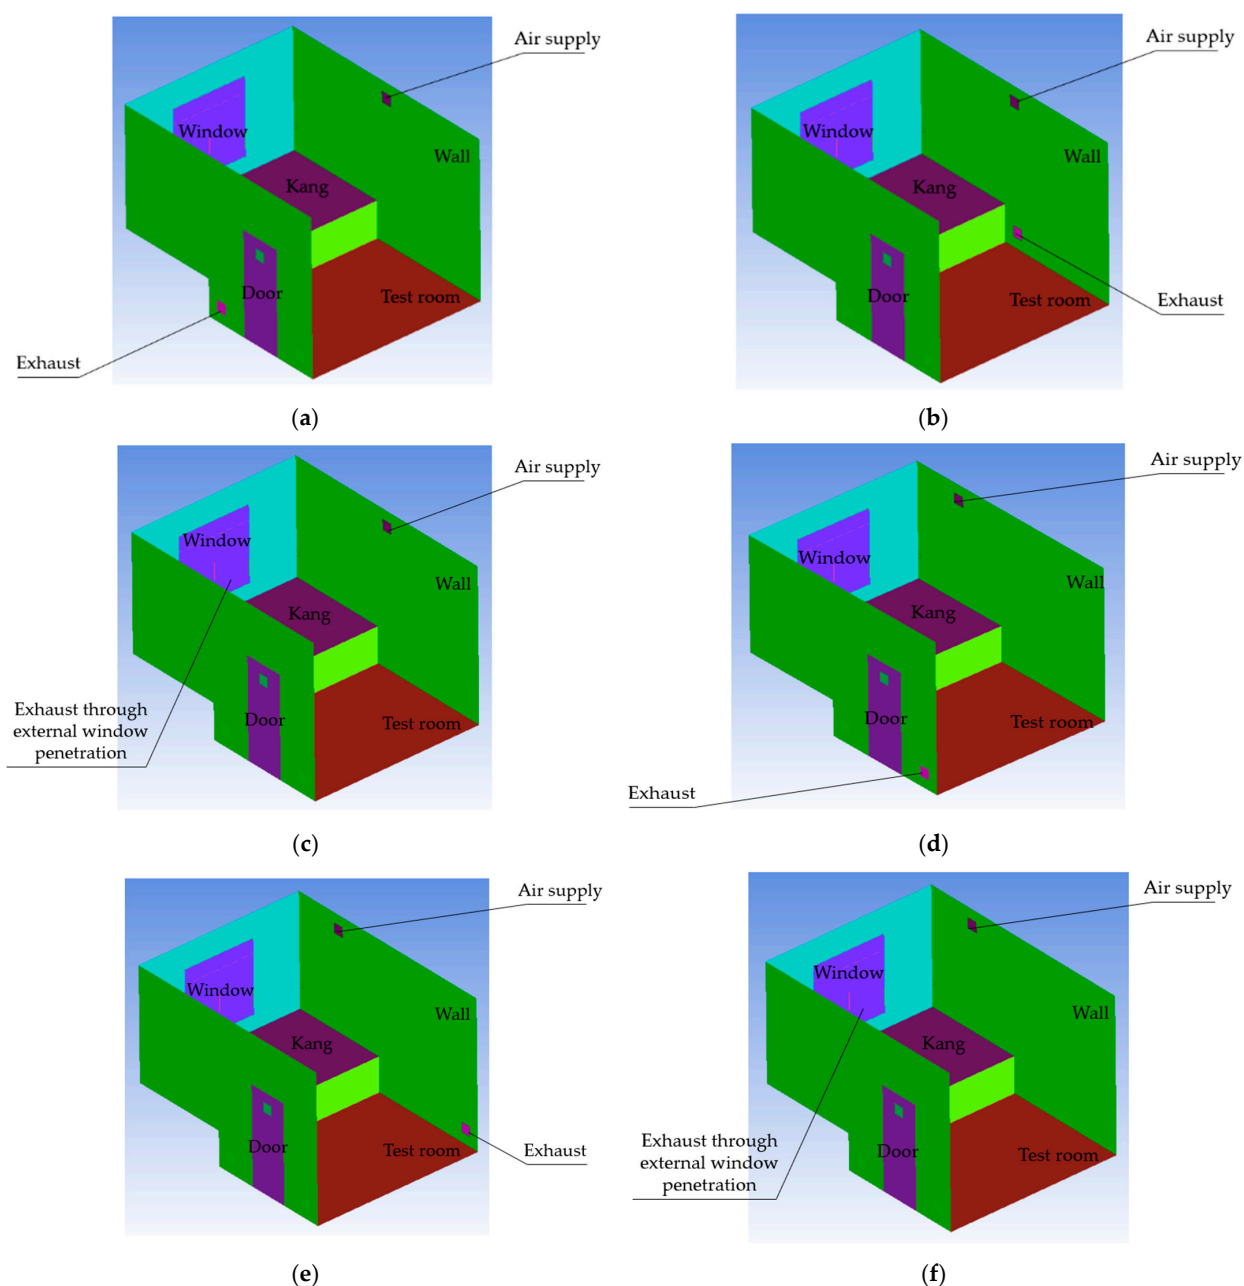 Air supply
Window
Wall
Kang
Door
Test room
Exhaust
(a)
Air supply
Window
Wall
Kang
Exhaust
Door
Test room
(b)
Air supply
Window
Wall
Kang
Exhaust through
external window
penetration
Door
Test room
(c)
Air supply
Window
Wall
Kang
Door
Test room
Exhaust
(d)
Air supply
Window
Wall
Kang
Door
Test room
Exhaust
(e)
Air supply
Window
Wall
Kang
Exhaust through
external window
penetration
Door
Test room
(f)